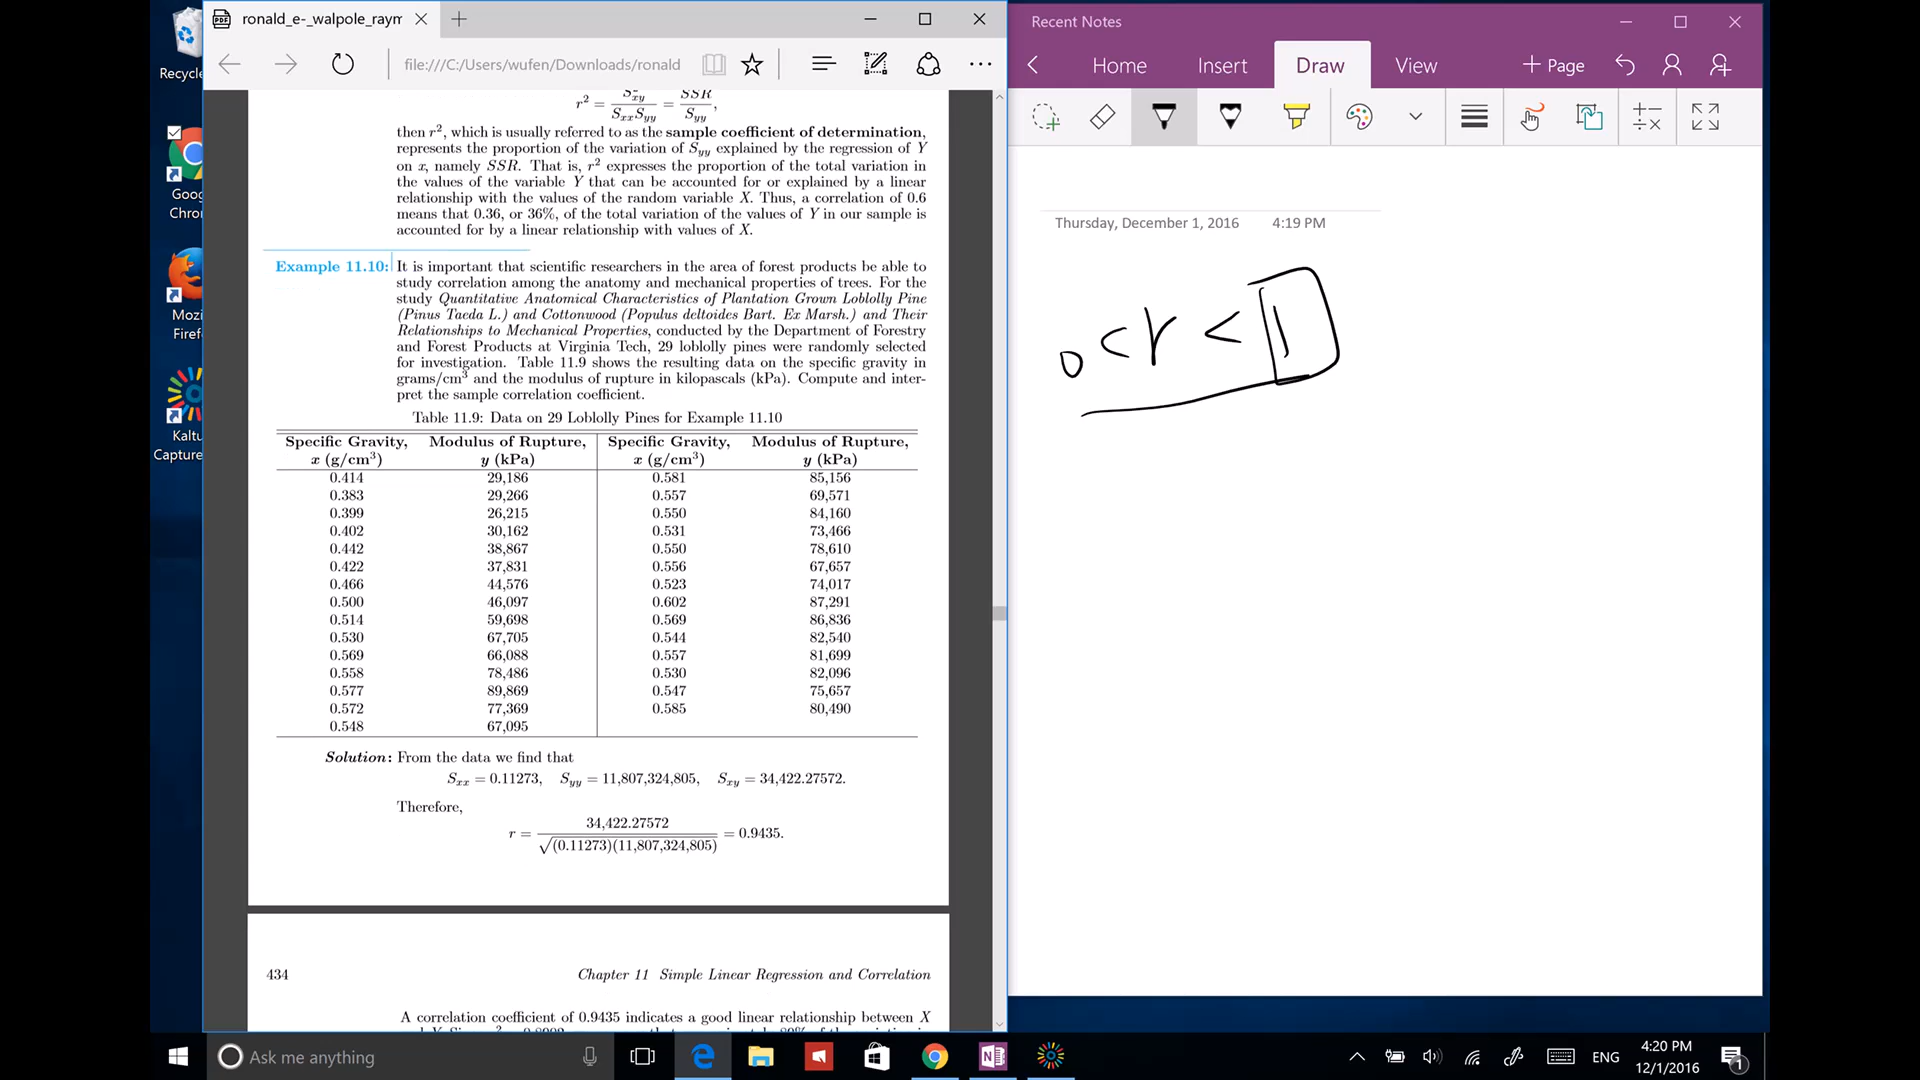 ronald_e-_walpole_raym
Recent Notes
file:///C:/Users/wufen/Downloads/ronald
Home Insert Draw View + Page
Recycle
Goog
Chron
Mozi
Firef
Kaltu
Capture
r² = S²xy / SxxSyy = SSR / Syy,
then r², which is usually referred to as the sample coefficient of determination,
represents the proportion of the variation of Syy explained by the regression of Y
on x, namely SSR. That is, r² expresses the proportion of the total variation in
the values of the variable Y that can be accounted for or explained by a linear
relationship with the values of the random variable X. Thus, a correlation of 0.6
means that 0.36, or 36%, of the total variation of the values of Y in our sample is
accounted for by a linear relationship with values of X.
Example 11.10: It is important that scientific researchers in the area of forest products be able to
study correlation among the anatomy and mechanical properties of trees. For the
study Quantitative Anatomical Characteristics of Plantation Grown Loblolly Pine
(Pinus Taeda L.) and Cottonwood (Populus deltoides Bart. Ex Marsh.) and Their
Relationships to Mechanical Properties, conducted by the Department of Forestry
and Forest Products at Virginia Tech, 29 loblolly pines were randomly selected
for investigation. Table 11.9 shows the resulting data on the specific gravity in
grams/cm³ and the modulus of rupture in kilopascals (kPa). Compute and inter-
pret the sample correlation coefficient.
Table 11.9: Data on 29 Loblolly Pines for Example 11.10
Specific Gravity, Modulus of Rupture, Specific Gravity, Modulus of Rupture,
x (g/cm³) y (kPa) x (g/cm³) y (kPa)
0.414 29,186 0.581 85,156
0.383 29,266 0.557 69,571
0.399 26,215 0.550 84,160
0.402 30,162 0.531 73,466
0.442 38,867 0.550 78,610
0.422 37,831 0.556 67,657
0.466 44,576 0.523 74,017
0.500 46,097 0.602 87,291
0.514 59,698 0.569 86,836
0.530 67,705 0.544 82,540
0.569 66,088 0.557 81,699
0.558 78,486 0.530 82,096
0.577 89,869 0.547 75,657
0.572 77,369 0.585 80,490
0.548 67,095
Solution: From the data we find that
Sxx = 0.11273, Syy = 11,807,324,805, Sxy = 34,422.27572.
Therefore,
r = 34,422.27572 / √(0.11273)(11,807,324,805) = 0.9435.
434 Chapter 11 Simple Linear Regression and Correlation
A correlation coefficient of 0.9435 indicates a good linear relationship between X
Thursday, December 1, 2016 4:19 PM
0 < r < 1
Ask me anything
ENG
4:20 PM
12/1/2016
1